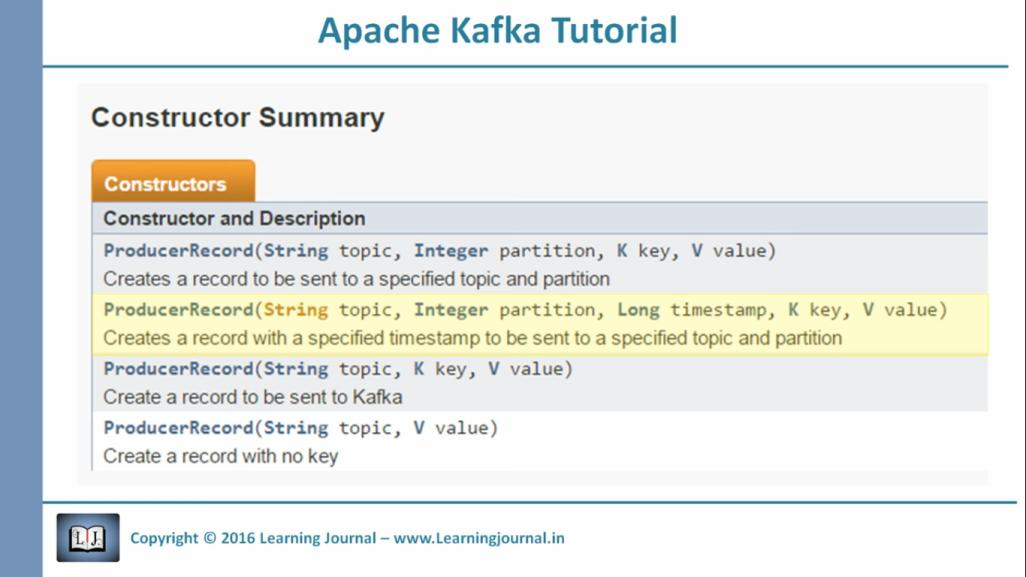 Apache Kafka Tutorial
Constructor Summary
Constructors
Constructor and Description
ProducerRecord(String topic, Integer partition, K key, V value)
Creates a record to be sent to a specified topic and partition
ProducerRecord(String topic, Integer partition, Long timestamp, K key, V value)
Creates a record with a specified timestamp to be sent to a specified topic and partition
ProducerRecord(String topic, K key, V value)
Create a record to be sent to Kafka
ProducerRecord(String topic, V value)
Create a record with no key
L J
Copyright © 2016 Learning Journal – www.Learningjournal.in